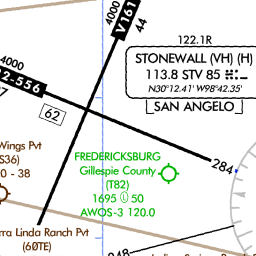 4000
V161
44
122.1R
STONEWALL (VH) (H)
113.8 STV 85
N30°12.41' W98°42.35'
SAN ANGELO
4000
2-556
62
Wings Pvt
S36)
0 - 38
FREDERICKSBURG
Gillespie County
(T82)
1695 Ⓛ 50
AWOS-3 120.0
284
rra Linda Ranch Pvt
(6ØTE)